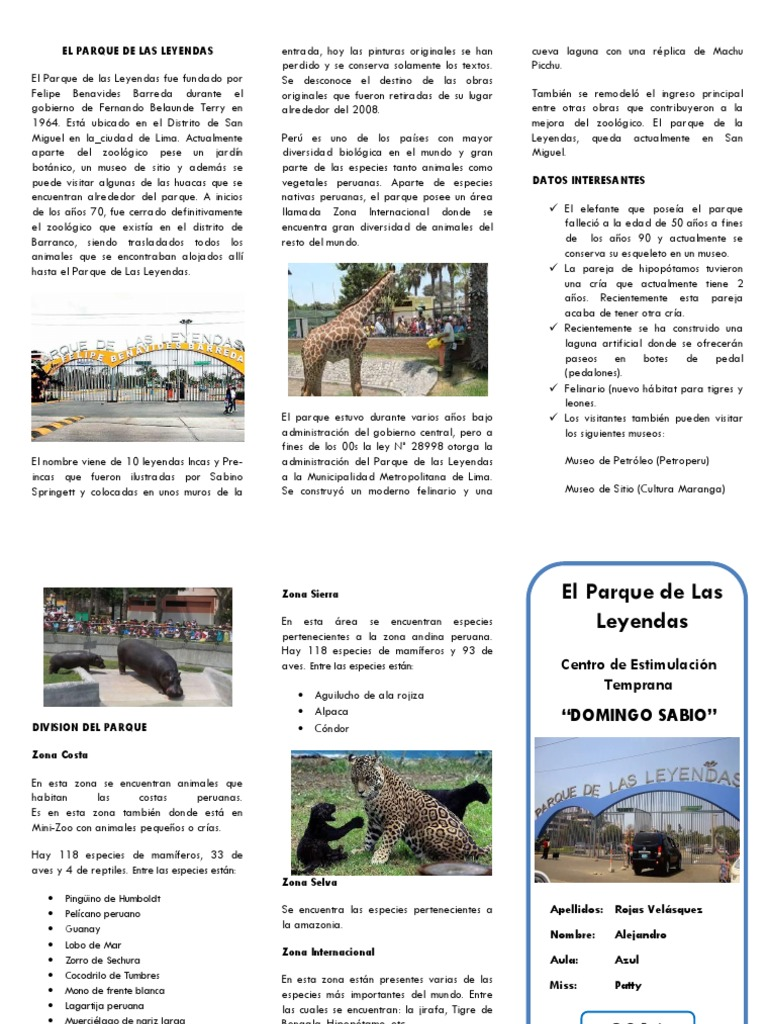 EL PARQUE DE LAS LEYENDAS
El Parque de las Leyendas fue fundado por
Felipe Benavides Barreda durante el
gobierno de Fernando Belaunde Terry en
1964. Está ubicado en el Distrito de San
Miguel en la_ciudad de Lima. Actualmente
aparte del zoológico pese un jardín
botánico, un museo de sitio y además se
puede visitar algunas de las huacas que se
encuentran alrededor del parque. A inicios
de los años 70, fue cerrado definitivamente
el zoológico que existía en el distrito de
Barranco, siendo trasladados todos los
animales que se encontraban alojados allí
hasta el Parque de Las Leyendas.
PARQUE DE LAS LEYENDAS
FELIPE BENAVIDES BARREDA
El nombre viene de 10 leyendas Incas y Pre-
incas que fueron ilustradas por Sabino
Springett y colocadas en unos muros de la
entrada, hoy las pinturas originales se han
perdido y se conserva solamente los textos.
Se desconoce el destino de las obras
originales que fueron retiradas de su lugar
alrededor del 2008.
Perú es uno de los países con mayor
diversidad biológica en el mundo y gran
parte de las especies tanto animales como
vegetales peruanas. Aparte de especies
nativas peruanas, el parque posee un área
llamada Zona Internacional donde se
encuentra gran diversidad de animales del
resto del mundo.
El parque estuvo durante varios años bajo
administración del gobierno central, pero a
fines de los 00s la ley N° 28998 otorga la
administración del Parque de las Leyendas
a la Municipalidad Metropolitana de Lima.
Se construyó un moderno felinario y una
cueva laguna con una réplica de Machu
Picchu.
También se remodeló el ingreso principal
entre otras obras que contribuyeron a la
mejora del zoológico. El parque de la
Leyendas, queda actualmente en San
Miguel.
DATOS INTERESANTES
✓ El elefante que poseía el parque
falleció a la edad de 50 años a fines
de los años 90 y actualmente se
conserva su esqueleto en un museo.
✓ La pareja de hipopótamos tuvieron
una cría que actualmente tiene 2
años. Recientemente esta pareja
acaba de tener otra cría.
✓ Recientemente se ha construido una
laguna artificial donde se ofrecerán
paseos en botes de pedal
(pedalones).
✓ Felinario (nuevo hábitat para tigres y
leones.
✓ Los visitantes también pueden visitar
los siguientes museos:
Museo de Petróleo (Petroperu)
Museo de Sitio (Cultura Maranga)
DIVISION DEL PARQUE
Zona Costa
En esta zona se encuentran animales que
habitan las costas peruanas.
Es en esta zona también donde está en
Mini-Zoo con animales pequeños o crías.
Hay 118 especies de mamíferos, 33 de
aves y 4 de reptiles. Entre las especies están:
• Pingüino de Humboldt
• Pelícano peruano
• Guanay
• Lobo de Mar
• Zorro de Sechura
• Cocodrilo de Tumbes
• Mono de frente blanca
• Lagartija peruana
• Murciélago de nariz larga
Zona Sierra
En esta área se encuentran especies
pertenecientes a la zona andina peruana.
Hay 118 especies de mamíferos y 93 de
aves. Entre las especies están:
• Aguilucho de ala rojiza
• Alpaca
• Cóndor
Zona Selva
Se encuentra las especies pertenecientes a
la amazonia.
Zona Internacional
En esta zona están presentes varias de las
especies más importantes del mundo. Entre
las cuales se encuentran: la jirafa, Tigre de
Bengala, Hipopótamo, etc.
El Parque de Las
Leyendas
Centro de Estimulación
Temprana
“DOMINGO SABIO”
PARQUE DE LAS LEYENDAS
Apellidos: Rojas Velásquez
Nombre: Alejandro
Aula: Azul
Miss: Patty